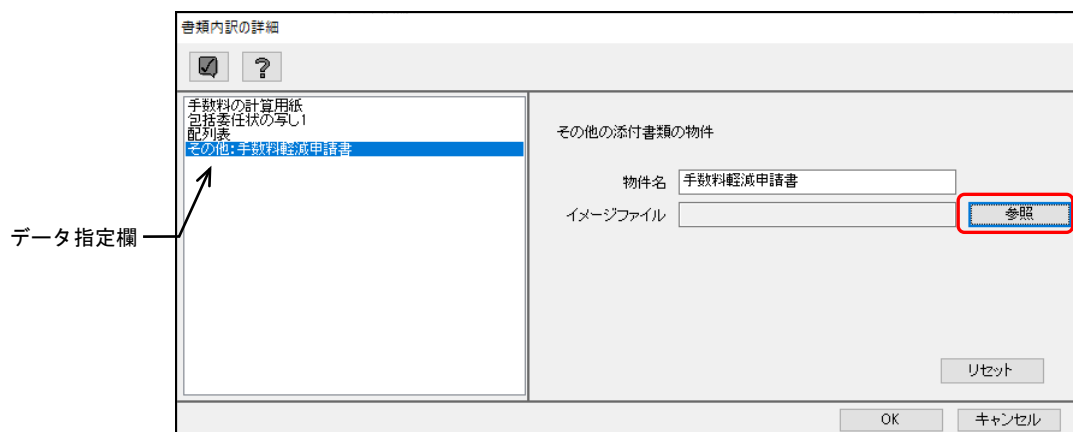 書類内訳の詳細
手数料の計算用紙
包括委任状の写し1
配列表
その他:手数料軽減申請書
データ指定欄
その他の添付書類の物件
物件名 手数料軽減申請書
イメージファイル 参照
リセット
OK キャンセル